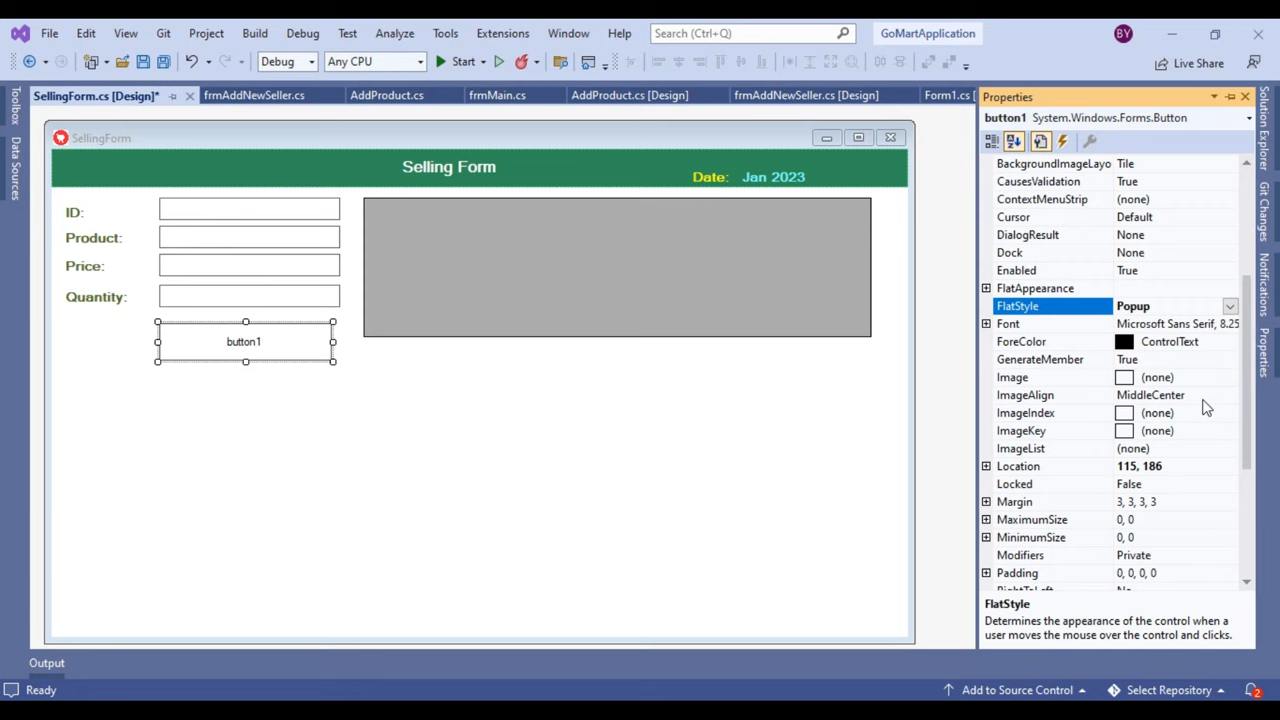 File Edit View Git Project Build Debug Test Analyze Tools Extensions Window Help Search (Ctrl+Q) GoMartApplication BY
Debug Any CPU Start Live Share
SellingForm.cs [Design]* frmAddNewSeller.cs AddProduct.cs frmMain.cs AddProduct.cs [Design] frmAddNewSeller.cs [Design] Form1.cs [
Toolbox
Data Sources
SellingForm
Selling Form
Date: Jan 2023
ID:
Product:
Price:
Quantity:
button1
Properties
button1 System.Windows.Forms.Button
BackgroundImageLayo Tile
CausesValidation True
ContextMenuStrip (none)
Cursor Default
DialogResult None
Dock None
Enabled True
FlatAppearance
FlatStyle Popup
Font Microsoft Sans Serif, 8.25
ForeColor ControlText
GenerateMember True
Image (none)
ImageAlign MiddleCenter
ImageIndex (none)
ImageKey (none)
ImageList (none)
Location 115, 186
Locked False
Margin 3, 3, 3, 3
MaximumSize 0, 0
MinimumSize 0, 0
Modifiers Private
Padding 0, 0, 0, 0
FlatStyle
Determines the appearance of the control when a
user moves the mouse over the control and clicks.
Solution Explorer
Git Changes
Notifications
Properties
Output
Ready Add to Source Control Select Repository 2